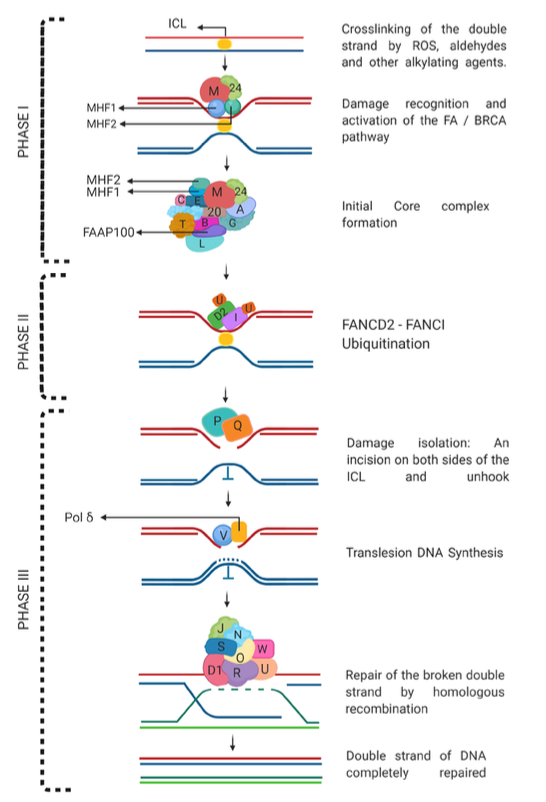 ICL
Crosslinking of the double
strand by ROS, aldehydes
and other alkylating agents.
PHASE I
M
24
MHF1
MHF2
Damage recognition and
activation of the FA / BRCA
pathway
MHF2
MHF1
M
24
C
E
20
A
T
B
G
FAAP100
L
Initial Core complex
formation
PHASE II
U
U
D2
I
FANCD2 - FANCI
Ubiquitination
PHASE III
P
Q
Damage isolation: An
incision on both sides of the
ICL and unhook
Pol δ
V
Translesion DNA Synthesis
J
N
S
O
W
D1
R
U
Repair of the broken double
strand by homologous
recombination
Double strand of DNA
completely repaired